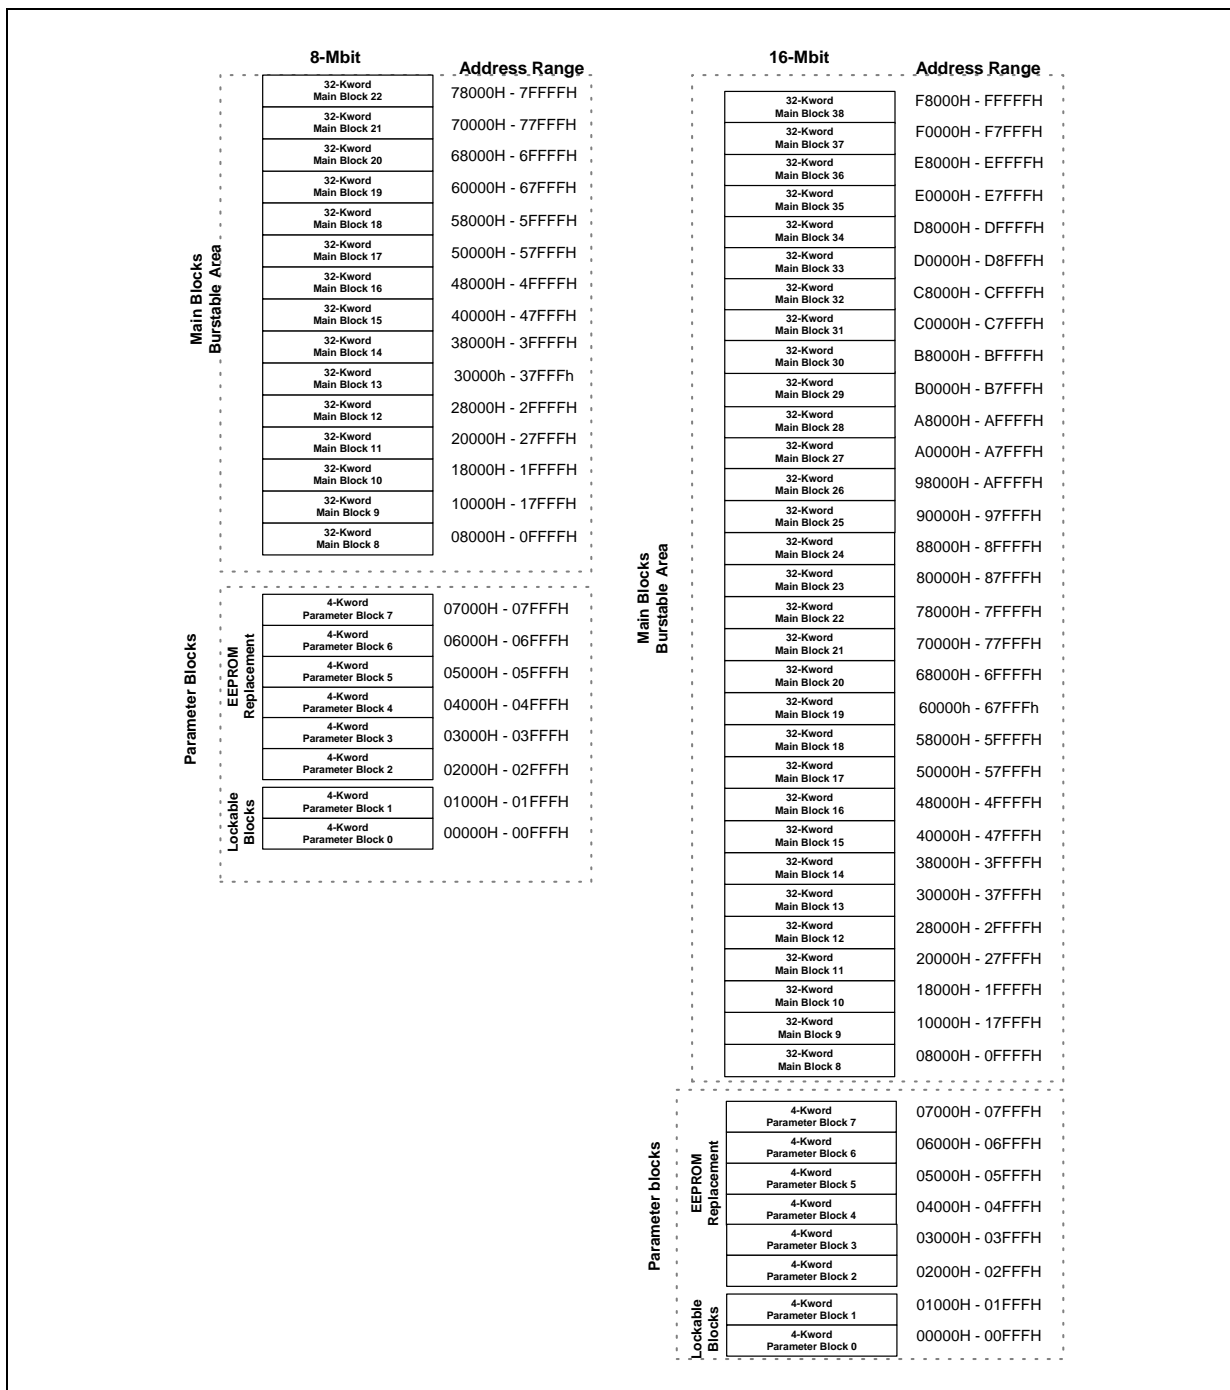 8-Mbit
Address Range
32-Kword
Main Block 22
78000H - 7FFFFH
32-Kword
Main Block 21
70000H - 77FFFH
32-Kword
Main Block 20
68000H - 6FFFFH
32-Kword
Main Block 19
60000H - 67FFFH
32-Kword
Main Block 18
58000H - 5FFFFH
32-Kword
Main Block 17
50000H - 57FFFH
32-Kword
Main Block 16
48000H - 4FFFFH
32-Kword
Main Block 15
40000H - 47FFFH
32-Kword
Main Block 14
38000H - 3FFFFH
32-Kword
Main Block 13
30000h - 37FFFh
32-Kword
Main Block 12
28000H - 2FFFFH
32-Kword
Main Block 11
20000H - 27FFFH
32-Kword
Main Block 10
18000H - 1FFFFH
32-Kword
Main Block 9
10000H - 17FFFH
32-Kword
Main Block 8
08000H - 0FFFFH
Main Blocks
Burstable Area
4-Kword
Parameter Block 7
07000H - 07FFFH
4-Kword
Parameter Block 6
06000H - 06FFFH
4-Kword
Parameter Block 5
05000H - 05FFFH
4-Kword
Parameter Block 4
04000H - 04FFFH
4-Kword
Parameter Block 3
03000H - 03FFFH
4-Kword
Parameter Block 2
02000H - 02FFFH
4-Kword
Parameter Block 1
01000H - 01FFFH
4-Kword
Parameter Block 0
00000H - 00FFFH
Parameter Blocks
EEPROM
Replacement
Lockable
Blocks
16-Mbit
Address Range
32-Kword
Main Block 38
F8000H - FFFFFH
32-Kword
Main Block 37
F0000H - F7FFFH
32-Kword
Main Block 36
E8000H - EFFFFH
32-Kword
Main Block 35
E0000H - E7FFFH
32-Kword
Main Block 34
D8000H - DFFFFH
32-Kword
Main Block 33
D0000H - D8FFFH
32-Kword
Main Block 32
C8000H - CFFFFH
32-Kword
Main Block 31
C0000H - C7FFFH
32-Kword
Main Block 30
B8000H - BFFFFH
32-Kword
Main Block 29
B0000H - B7FFFH
32-Kword
Main Block 28
A8000H - AFFFFH
32-Kword
Main Block 27
A0000H - A7FFFH
32-Kword
Main Block 26
98000H - AFFFFH
32-Kword
Main Block 25
90000H - 97FFFH
32-Kword
Main Block 24
88000H - 8FFFFH
32-Kword
Main Block 23
80000H - 87FFFH
32-Kword
Main Block 22
78000H - 7FFFFH
32-Kword
Main Block 21
70000H - 77FFFH
32-Kword
Main Block 20
68000H - 6FFFFH
32-Kword
Main Block 19
60000h - 67FFFh
32-Kword
Main Block 18
58000H - 5FFFFH
32-Kword
Main Block 17
50000H - 57FFFH
32-Kword
Main Block 16
48000H - 4FFFFH
32-Kword
Main Block 15
40000H - 47FFFH
32-Kword
Main Block 14
38000H - 3FFFFH
32-Kword
Main Block 13
30000H - 37FFFH
32-Kword
Main Block 12
28000H - 2FFFFH
32-Kword
Main Block 11
20000H - 27FFFH
32-Kword
Main Block 10
18000H - 1FFFFH
32-Kword
Main Block 9
10000H - 17FFFH
32-Kword
Main Block 8
08000H - 0FFFFH
Main Blocks
Burstable Area
4-Kword
Parameter Block 7
07000H - 07FFFH
4-Kword
Parameter Block 6
06000H - 06FFFH
4-Kword
Parameter Block 5
05000H - 05FFFH
4-Kword
Parameter Block 4
04000H - 04FFFH
4-Kword
Parameter Block 3
03000H - 03FFFH
4-Kword
Parameter Block 2
02000H - 02FFFH
4-Kword
Parameter Block 1
01000H - 01FFFH
4-Kword
Parameter Block 0
00000H - 00FFFH
Parameter blocks
EEPROM
Replacement
Lockable
Blocks